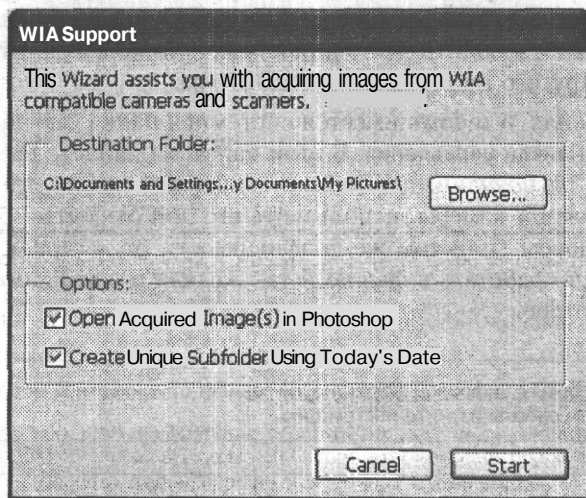 WIA Support
This Wizard assists you with acquiring images from WIA
compatible cameras and scanners.
Destination Folder:
C:\Documents and Settings...y Documents\My Pictures\
Browse...
Options:
Open Acquired Image(s) in Photoshop
Create Unique Subfolder Using Today's Date
Cancel
Start